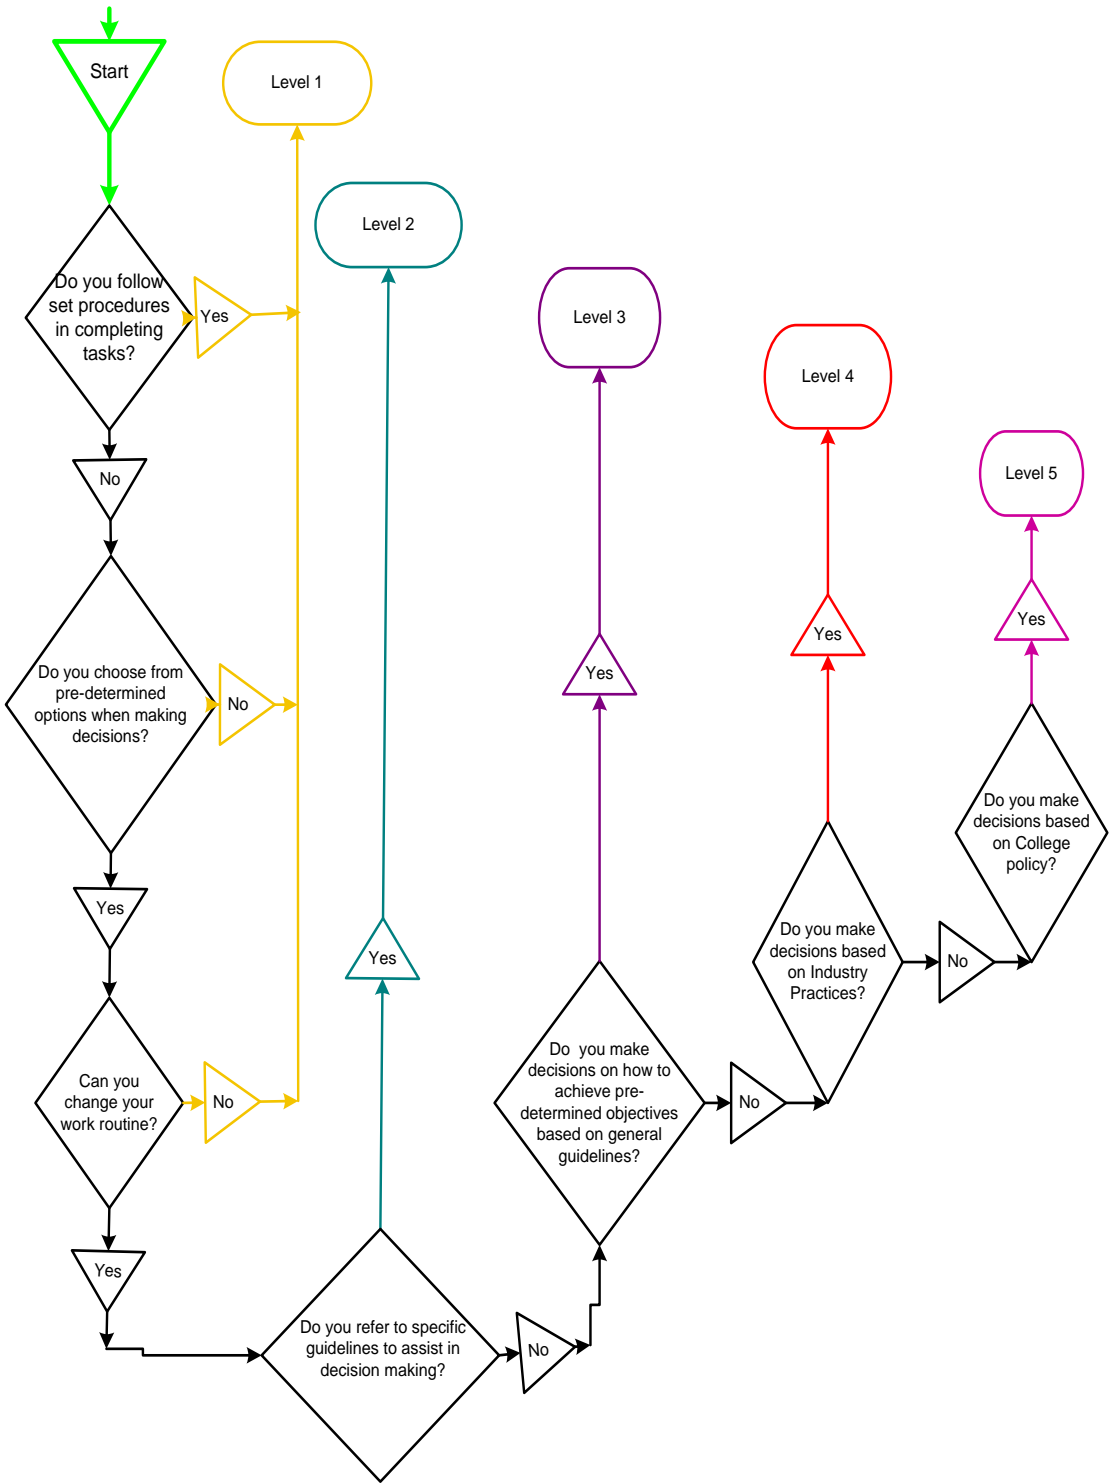 Start
Level 1
Level 2
Do you follow
set procedures
in completing
tasks?
Yes
Level 3
Level 4
Level 5
No
Yes
Yes
Yes
Do you choose from
pre-determined
options when making
decisions?
No
Do you make
decisions based
on College
policy?
Yes
Yes
Do you make
decisions based
on Industry
Practices?
No
Can you
change your
work routine?
No
Do  you make
decisions on how to
achieve pre-
determined objectives
based on general
guidelines?
No
Yes
Do you refer to specific
guidelines to assist in
decision making?
No